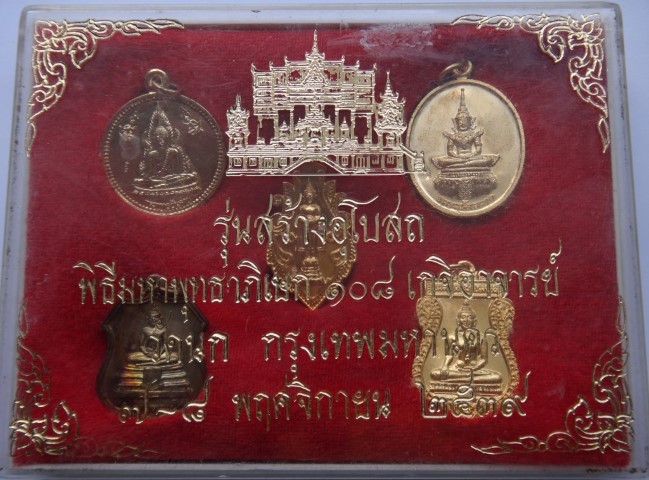 รุ่นสร้างอุโบสถ
พิธีมหาพุทธาภิเษก ๑๐๘ เกจิอาจารย์
กรุงเทพมหานคร
๗-๘ พฤศจิกายน ๒๕๓๙